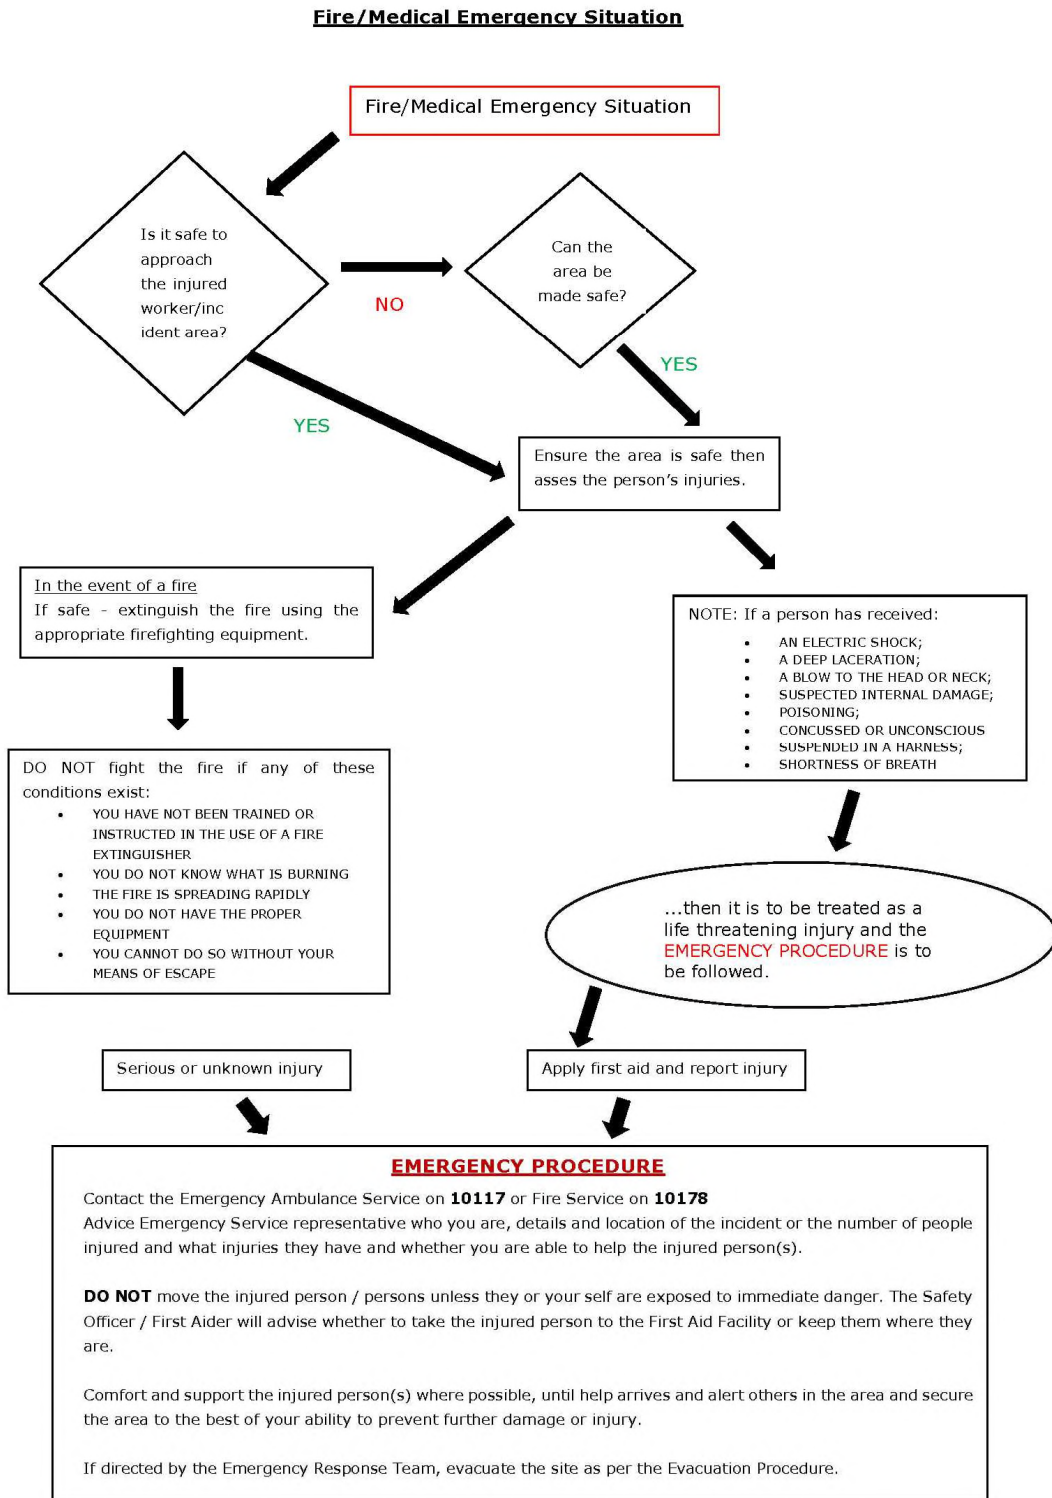 Fire/Medical Emergency Situation
Fire/Medical Emergency Situation
Is it safe to
approach
the injured
worker/inc
ident area?
NO
Can the
area be
made safe?
YES
YES
Ensure the area is safe then
asses the person's injuries.
In the event of a fire
If safe - extinguish the fire using the
appropriate firefighting equipment.
NOTE: If a person has received:
• AN ELECTRIC SHOCK;
• A DEEP LACERATION;
• A BLOW TO THE HEAD OR NECK;
• SUSPECTED INTERNAL DAMAGE;
• POISONING;
• CONCUSSED OR UNCONSCIOUS
• SUSPENDED IN A HARNESS;
• SHORTNESS OF BREATH
DO NOT fight the fire if any of these
conditions exist:
• YOU HAVE NOT BEEN TRAINED OR
INSTRUCTED IN THE USE OF A FIRE
EXTINGUISHER
• YOU DO NOT KNOW WHAT IS BURNING
• THE FIRE IS SPREADING RAPIDLY
• YOU DO NOT HAVE THE PROPER
EQUIPMENT
• YOU CANNOT DO SO WITHOUT YOUR
MEANS OF ESCAPE
...then it is to be treated as a
life threatening injury and the
EMERGENCY PROCEDURE is to
be followed.
Serious or unknown injury
Apply first aid and report injury
EMERGENCY PROCEDURE
Contact the Emergency Ambulance Service on 10117 or Fire Service on 10178
Advice Emergency Service representative who you are, details and location of the incident or the number of people
injured and what injuries they have and whether you are able to help the injured person(s).
DO NOT move the injured person / persons unless they or your self are exposed to immediate danger. The Safety
Officer / First Aider will advise whether to take the injured person to the First Aid Facility or keep them where they
are.
Comfort and support the injured person(s) where possible, until help arrives and alert others in the area and secure
the area to the best of your ability to prevent further damage or injury.
If directed by the Emergency Response Team, evacuate the site as per the Evacuation Procedure.